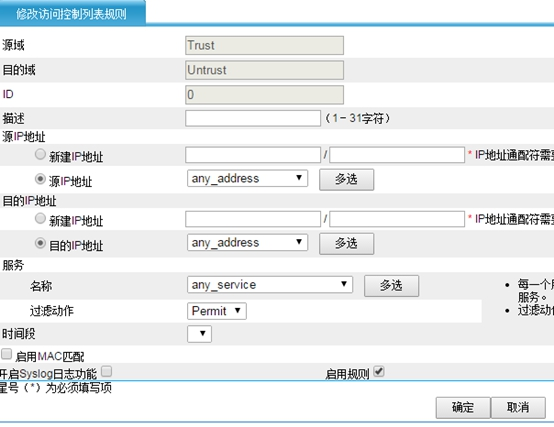 修改访问控制列表规则
源域 Trust
目的域 Untrust
ID 0
描述 (1-31字符)
源IP地址
新建IP地址 / * IP地址通配符需
源IP地址 any_address 多选
目的IP地址
新建IP地址 / * IP地址通配符需
目的IP地址 any_address 多选
服务
名称 any_service 多选 • 每一个
服务。
过滤动作 Permit • 过滤动
时间段
启用MAC匹配
开启Syslog日志功能 启用规则
星号(*)为必须填写项
确定 取消